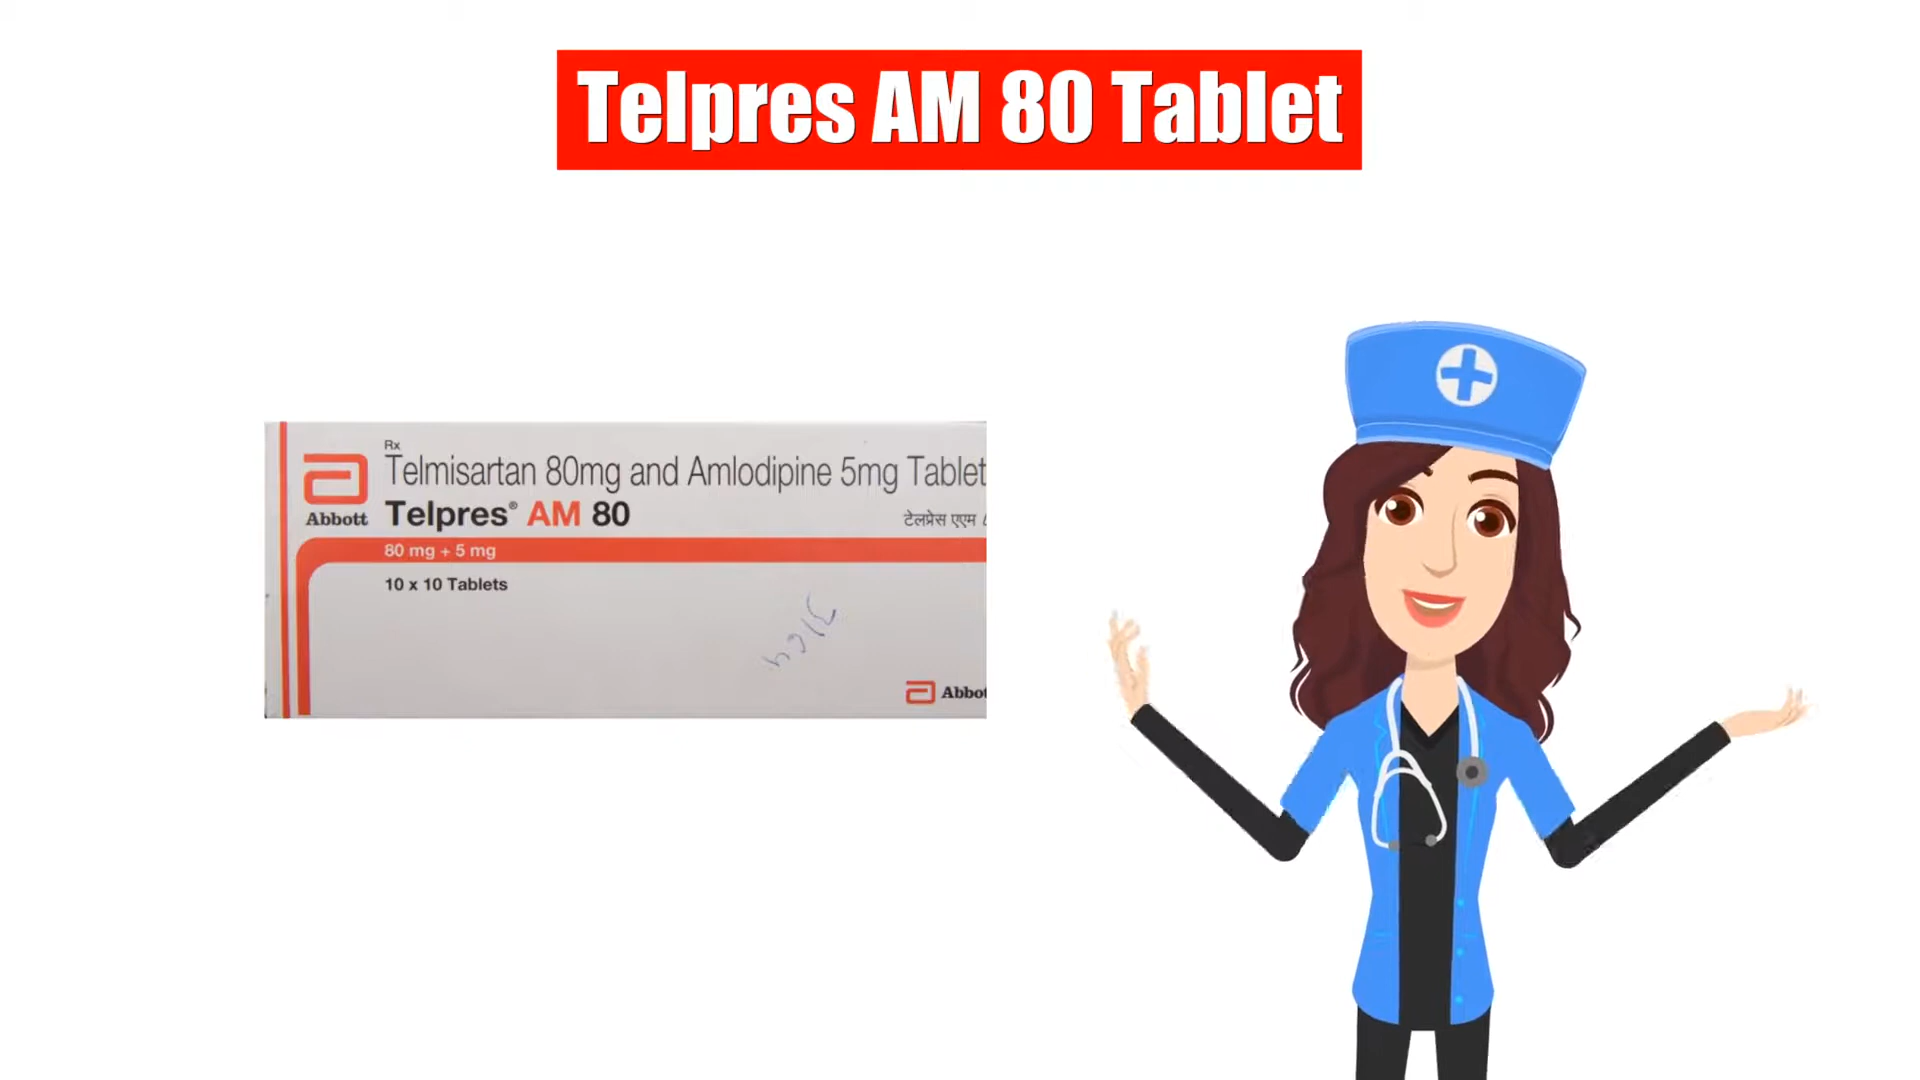 Telpres AM 80 Tablet
Rx
Telmisartan 80mg and Amlodipine 5mg Tablet
Abbott
Telpres® AM 80
टेलप्रेस एएम
80 mg + 5 mg
10 x 10 Tablets
Abbot